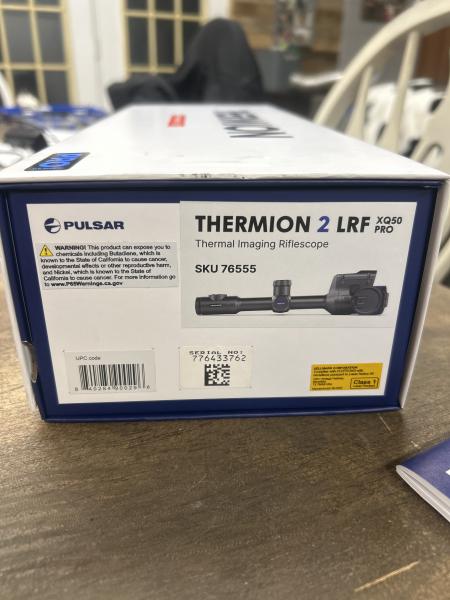 PULSAR
THERMION 2 LRF XQ50 PRO
Thermal Imaging Riflescope
SKU 76555
WARNING! This product can expose you to
chemicals including Butadiene, which is
known to the State of California to cause cancer,
developmental effects or other reproductive harm,
and Nickel, which is known to the State of
California to cause cancer. For more information go
to www.P65Warnings.ca.gov
UPC code
SERIAL NO:
776433762
Class 1